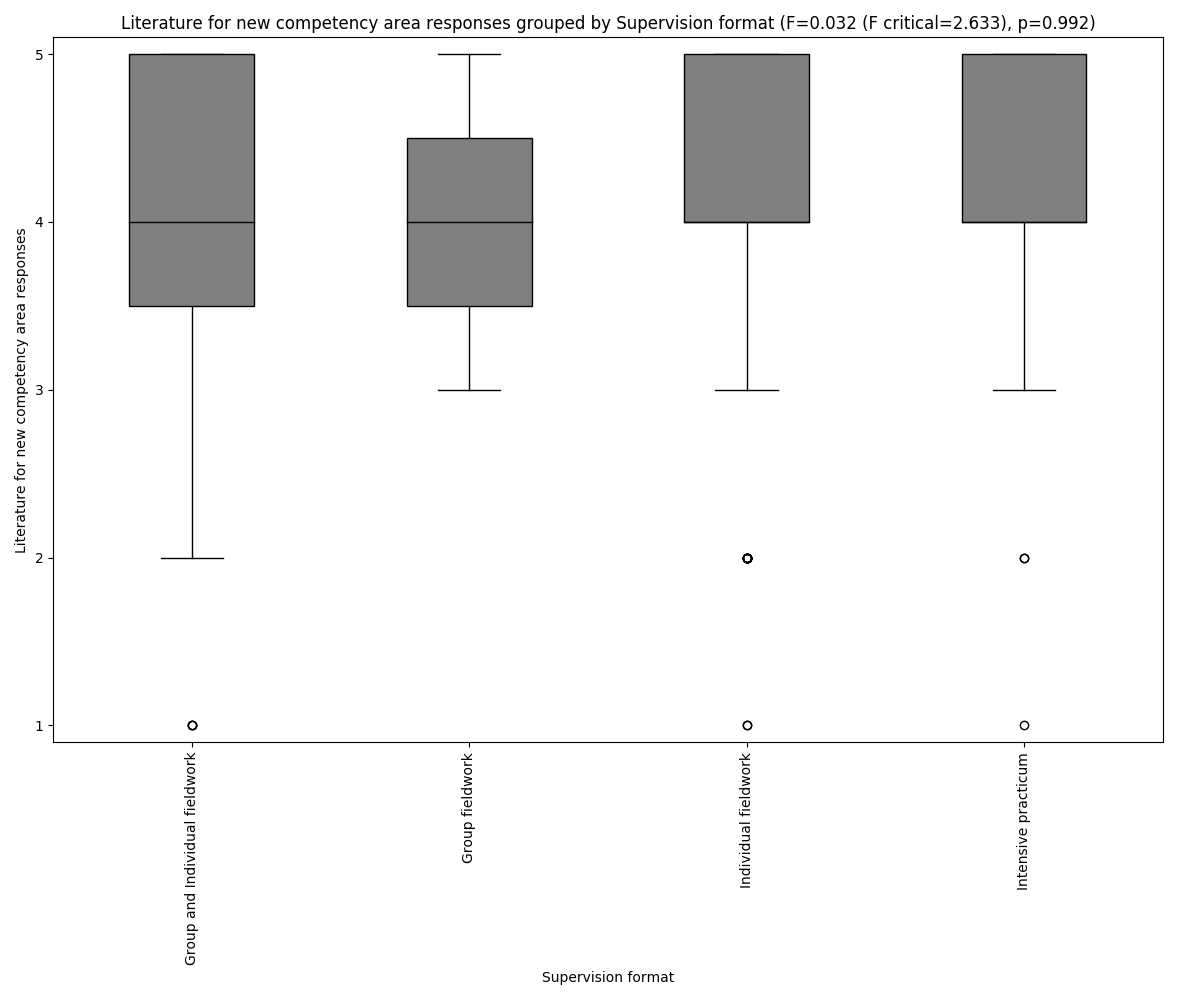 Literature for new competency area responses grouped by Supervision format (F=0.032 (F critical=2.633), p=0.992)
Literature for new competency area responses
5
4
3
2
1
Group and Individual fieldwork
Group fieldwork
Individual fieldwork
Intensive practicum
Supervision format